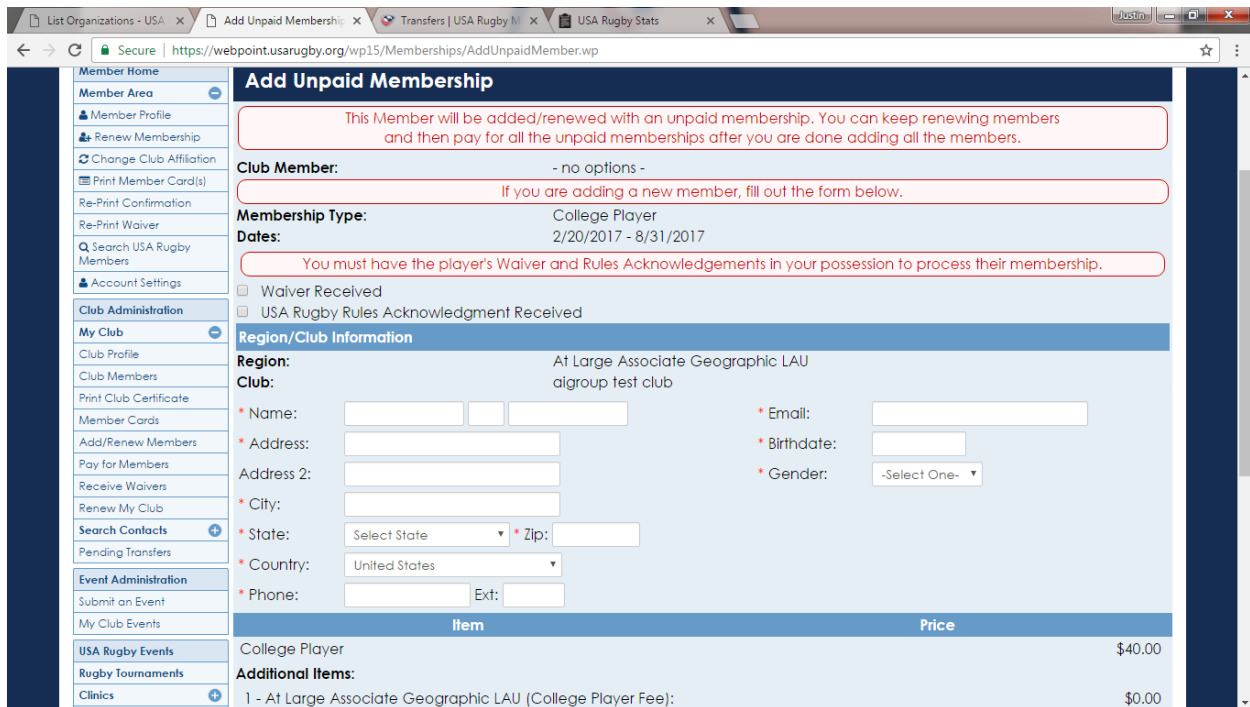 List Organizations - USA
Add Unpaid Membership
Transfers | USA Rugby M
USA Rugby Stats
Justin
Secure | https://webpoint.usarugby.org/wp15/Memberships/AddUnpaidMember.wp
Member Home
Member Area
Member Profile
Renew Membership
Change Club Affiliation
Print Member Card(s)
Re-Print Confirmation
Re-Print Waiver
Search USA Rugby
Members
Account Settings
Club Administration
My Club
Club Profile
Club Members
Print Club Certificate
Member Cards
Add/Renew Members
Pay for Members
Receive Waivers
Renew My Club
Search Contacts
Pending Transfers
Event Administration
Submit an Event
My Club Events
USA Rugby Events
Rugby Tournaments
Clinics
Add Unpaid Membership
This Member will be added/renewed with an unpaid membership. You can keep renewing members
and then pay for all the unpaid memberships after you are done adding all the members.
Club Member: - no options -
If you are adding a new member, fill out the form below.
Membership Type: College Player
Dates: 2/20/2017 - 8/31/2017
You must have the player's Waiver and Rules Acknowledgements in your possession to process their membership.
Waiver Received
USA Rugby Rules Acknowledgment Received
Region/Club Information
Region: At Large Associate Geographic LAU
Club: aigroup test club
* Name: * Email:
* Address: * Birthdate:
Address 2: * Gender: -Select One-
* City:
* State: Select State * Zip:
* Country: United States
* Phone: Ext:
Item Price
College Player $40.00
Additional Items:
1 - At Large Associate Geographic LAU (College Player Fee): $0.00